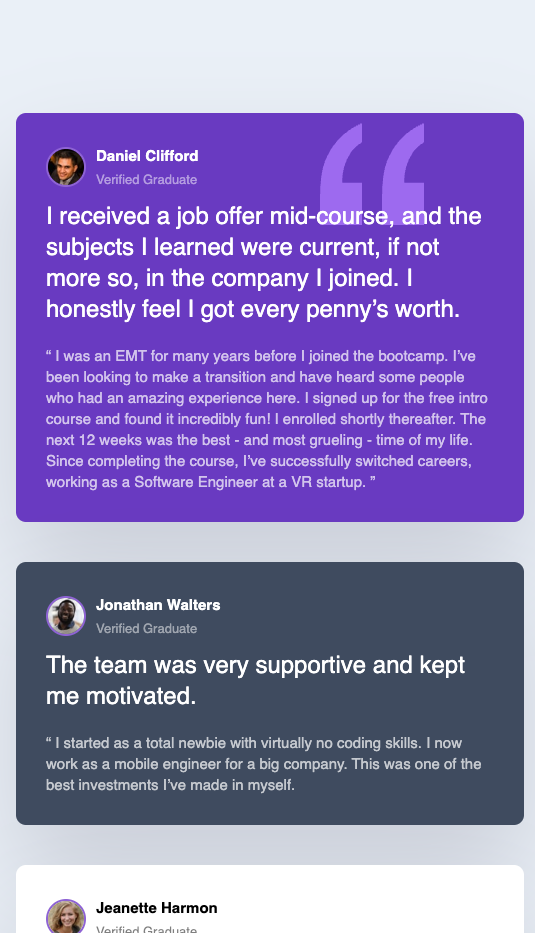 Daniel Clifford
Verified Graduate
I received a job offer mid-course, and the
subjects I learned were current, if not
more so, in the company I joined. I
honestly feel I got every penny’s worth.
“ I was an EMT for many years before I joined the bootcamp. I’ve
been looking to make a transition and have heard some people
who had an amazing experience here. I signed up for the free intro
course and found it incredibly fun! I enrolled shortly thereafter. The
next 12 weeks was the best - and most grueling - time of my life.
Since completing the course, I’ve successfully switched careers,
working as a Software Engineer at a VR startup. ”
Jonathan Walters
Verified Graduate
The team was very supportive and kept
me motivated.
“ I started as a total newbie with virtually no coding skills. I now
work as a mobile engineer for a big company. This was one of the
best investments I’ve made in myself.
Jeanette Harmon
Verified Graduate